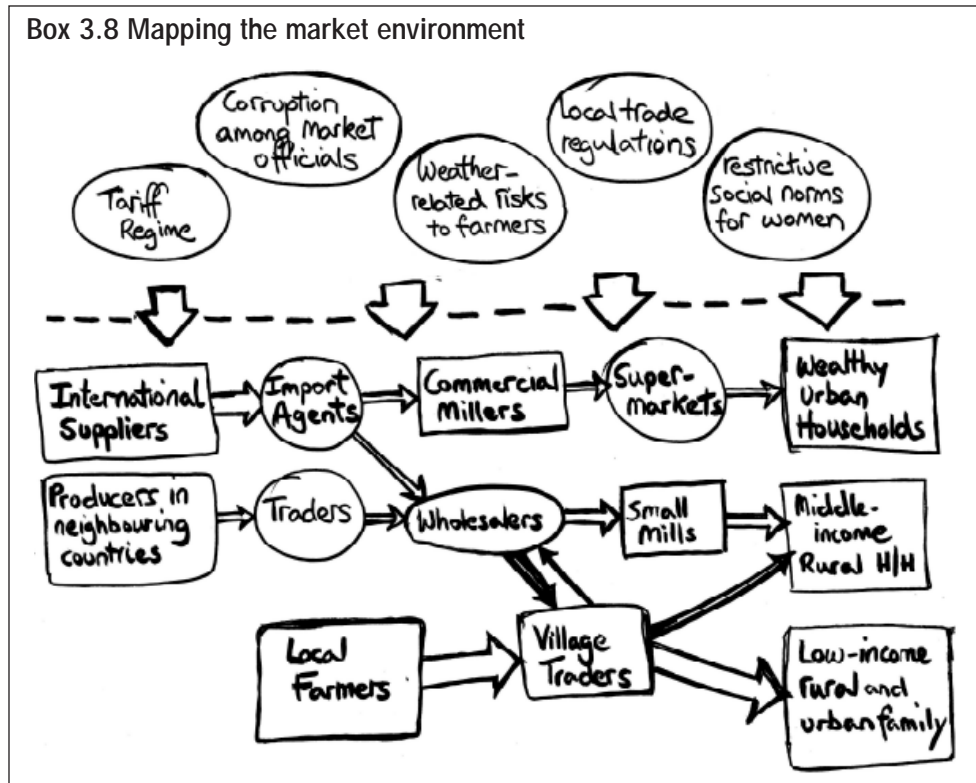 Box 3.8 Mapping the market environment
Tariff
Regime
Corruption
among market
officials
Weather-
related risks
to farmers
Local trade
regulations
restrictive
social norms
for women
International
Suppliers
Import
Agents
Commercial
Millers
Super-
markets
Wealthy
Urban
Households
Producers in
neighbouring
countries
Traders
Wholesalers
Small
Mills
Middle-
income
Rural H/H
Local
Farmers
Village
Traders
Low-income
rural and
urban family